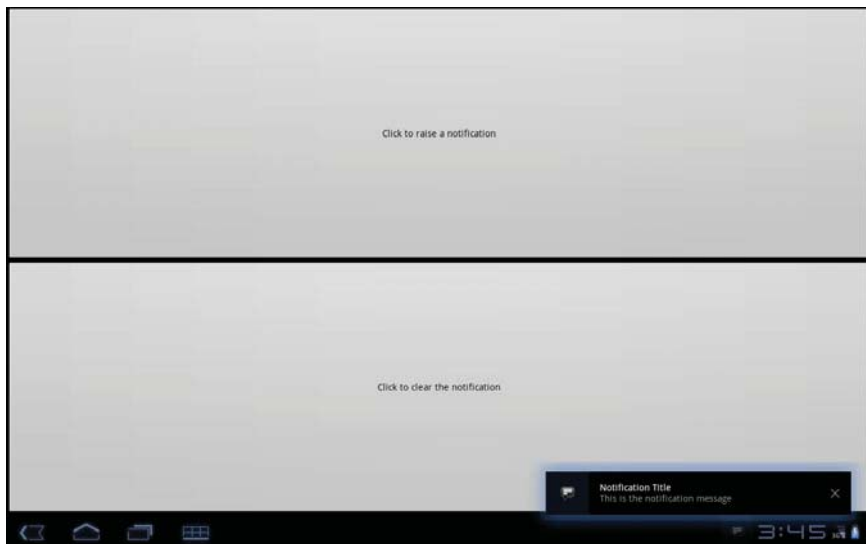 Click to raise a notification
Click to clear the notification
Notification Title
This is the notification message
3:45